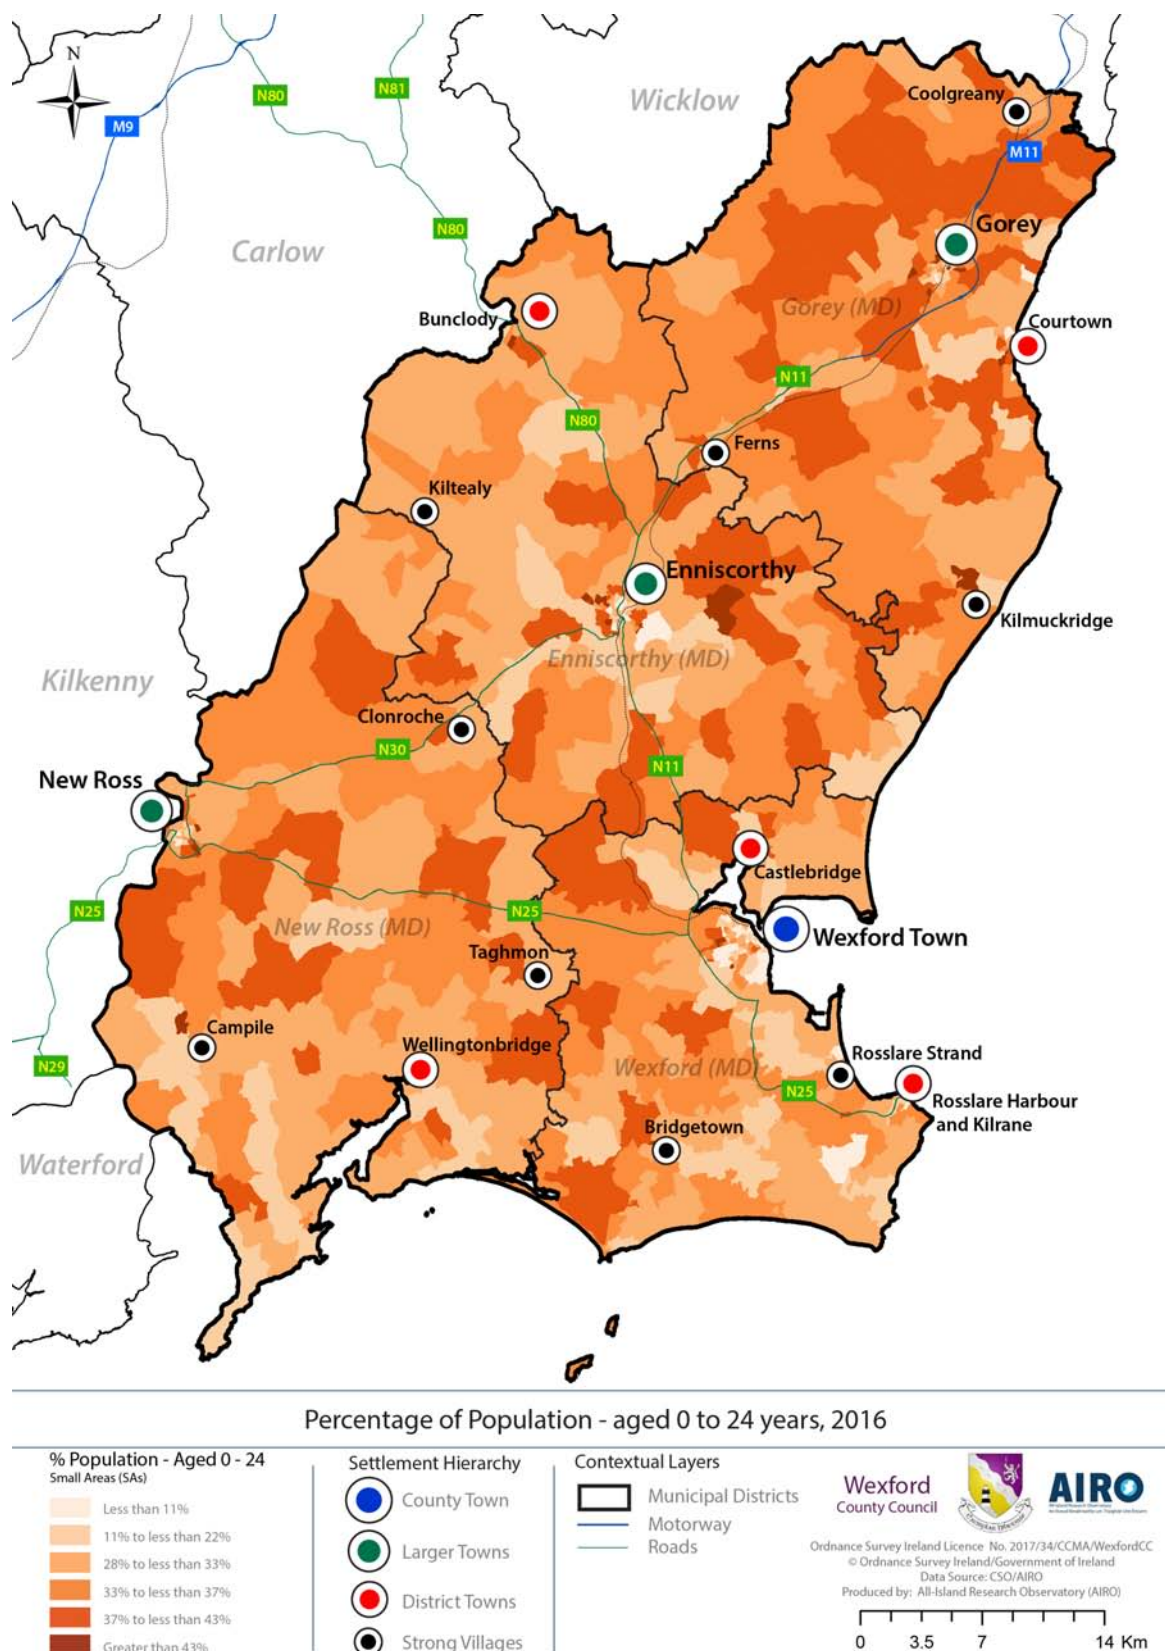 N
Wicklow
Coolgreany
N80
N81
M9
M11
N80
Gorey
Carlow
Gorey (MD)
Bunclody
Courtown
N11
N80
Ferns
Kiltealy
Enniscorthy
Kilmuckridge
Enniscorthy (MD)
Kilkenny
Clonroche
N30
N11
New Ross
Castlebridge
N25
N25
New Ross (MD)
Wexford Town
Taghmon
Campile
Wellingtonbridge
Rosslare Strand
N29
Wexford (MD)
N25
Rosslare Harbour
and Kilrane
Bridgetown
Waterford
Percentage of Population - aged 0 to 24 years, 2016
% Population - Aged 0 - 24
Small Areas (SAs)
Less than 11%
11% to less than 22%
28% to less than 33%
33% to less than 37%
37% to less than 43%
Greater than 43%
Settlement Hierarchy
County Town
Larger Towns
District Towns
Strong Villages
Contextual Layers
Municipal Districts
Motorway
Roads
Wexford
County Council
AIRO
Ordnance Survey Ireland Licence No. 2017/34/CCMA/WexfordCC
© Ordnance Survey Ireland/Government of Ireland
Data Source: CSO/AIRO
Produced by: All-Island Research Observatory (AIRO)
0 3.5 7 14 Km